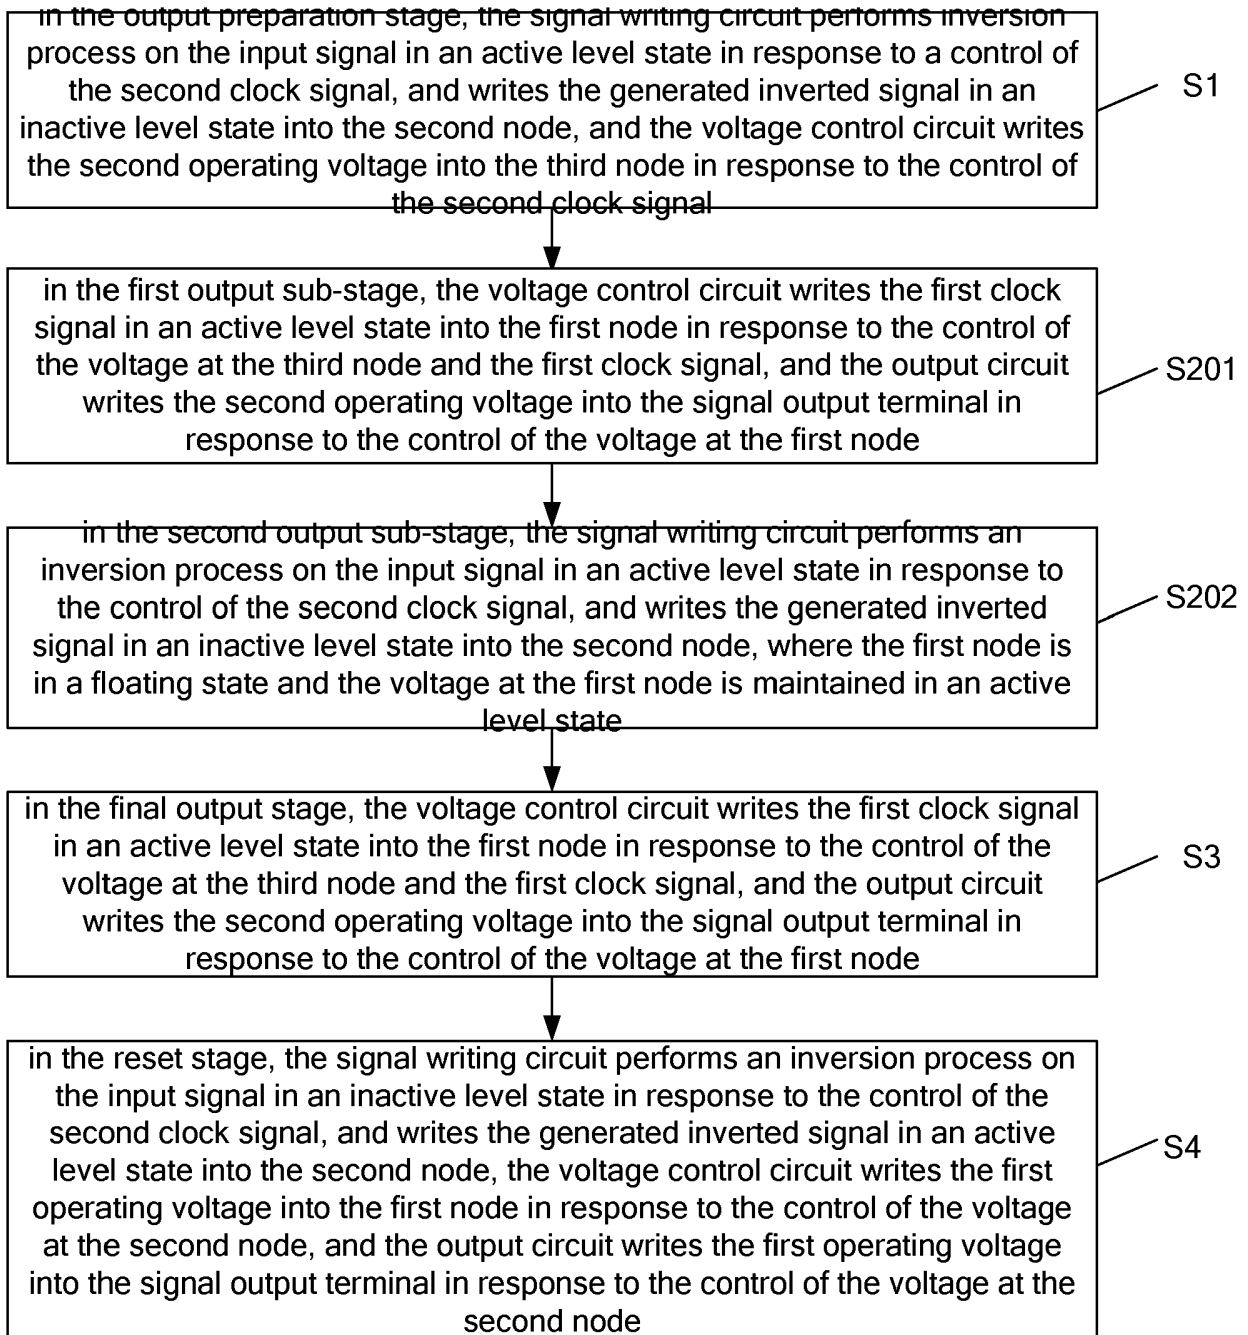 in the output preparation stage, the signal writing circuit performs inversion
process on the input signal in an active level state in response to a control of
the second clock signal, and writes the generated inverted signal in an
inactive level state into the second node, and the voltage control circuit writes
the second operating voltage into the third node in response to the control of
the second clock signal
S1
in the first output sub-stage, the voltage control circuit writes the first clock
signal in an active level state into the first node in response to the control of
the voltage at the third node and the first clock signal, and the output circuit
writes the second operating voltage into the signal output terminal in
response to the control of the voltage at the first node
S201
in the second output sub-stage, the signal writing circuit performs an
inversion process on the input signal in an active level state in response to
the control of the second clock signal, and writes the generated inverted
signal in an inactive level state into the second node, where the first node is
in a floating state and the voltage at the first node is maintained in an active
level state
S202
in the final output stage, the voltage control circuit writes the first clock signal
in an active level state into the first node in response to the control of the
voltage at the third node and the first clock signal, and the output circuit
writes the second operating voltage into the signal output terminal in
response to the control of the voltage at the first node
S3
in the reset stage, the signal writing circuit performs an inversion process on
the input signal in an inactive level state in response to the control of the
second clock signal, and writes the generated inverted signal in an active
level state into the second node, the voltage control circuit writes the first
operating voltage into the first node in response to the control of the voltage
at the second node, and the output circuit writes the first operating voltage
into the signal output terminal in response to the control of the voltage at the
second node
S4